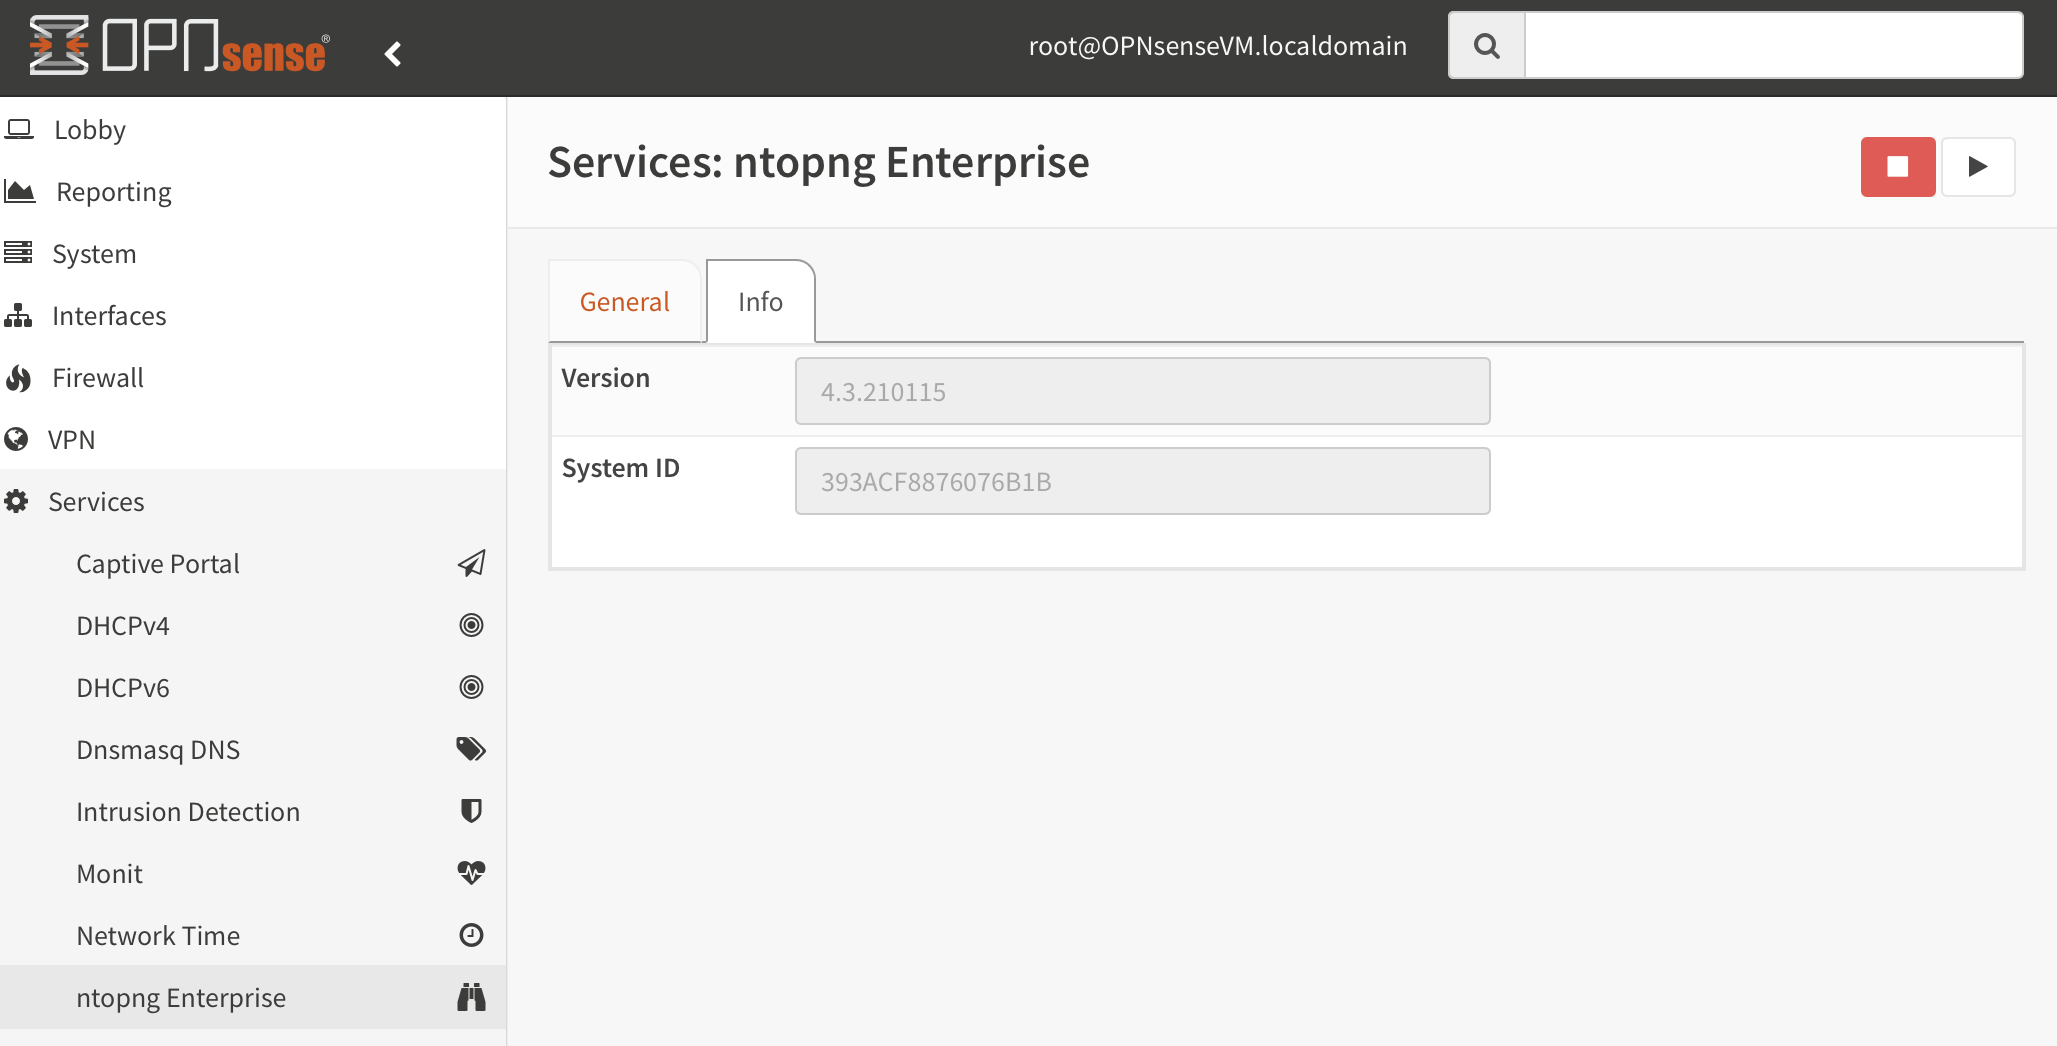 OPNsense®
root@OPNsenseVM.localdomain
Lobby
Reporting
System
Interfaces
Firewall
VPN
Services
Captive Portal
DHCPv4
DHCPv6
Dnsmasq DNS
Intrusion Detection
Monit
Network Time
ntopng Enterprise
Services: ntopng Enterprise
General
Info
Version
4.3.210115
System ID
393ACF8876076B1B